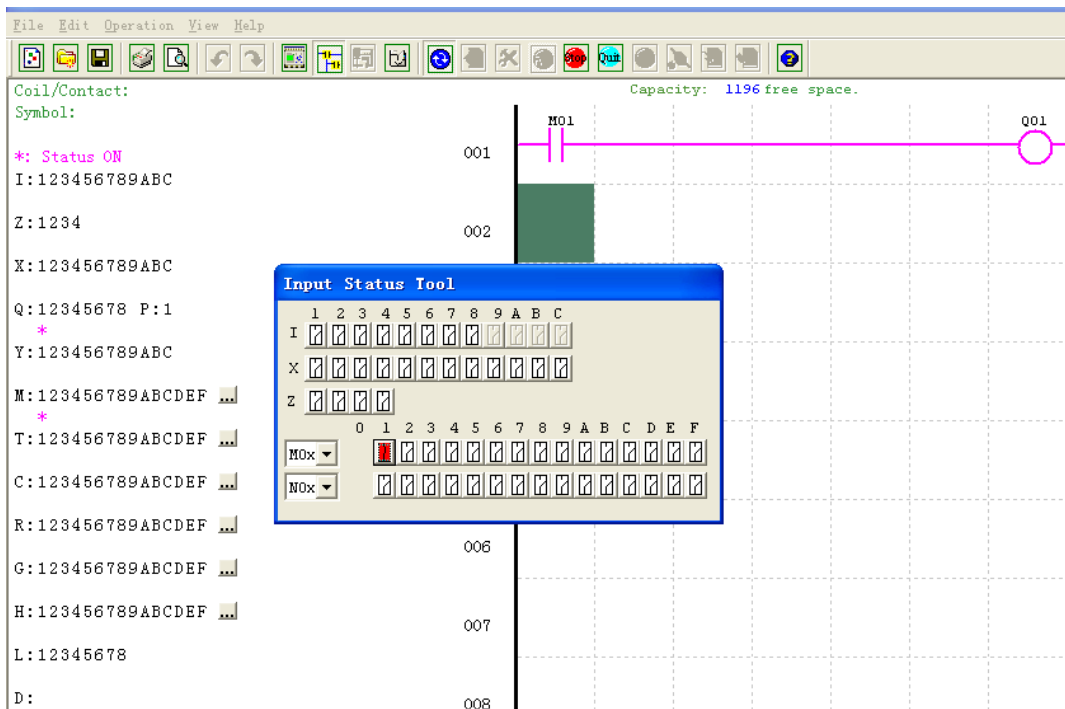 File Edit Operation View Help
Stop Quit
Coil/Contact:
Capacity: 1196 free space.
Symbol:
M01 Q01
*: Status ON
001
I:123456789ABC
Z:1234
002
X:123456789ABC
Q:12345678 P:1
*
Y:123456789ABC
M:123456789ABCDEF ...
*
T:123456789ABCDEF ...
C:123456789ABCDEF ...
R:123456789ABCDEF ...
006
G:123456789ABCDEF ...
H:123456789ABCDEF ...
007
L:12345678
D:
008
Input Status Tool
1 2 3 4 5 6 7 8 9 A B C
I
X
Z
0 1 2 3 4 5 6 7 8 9 A B C D E F
M0x
N0x